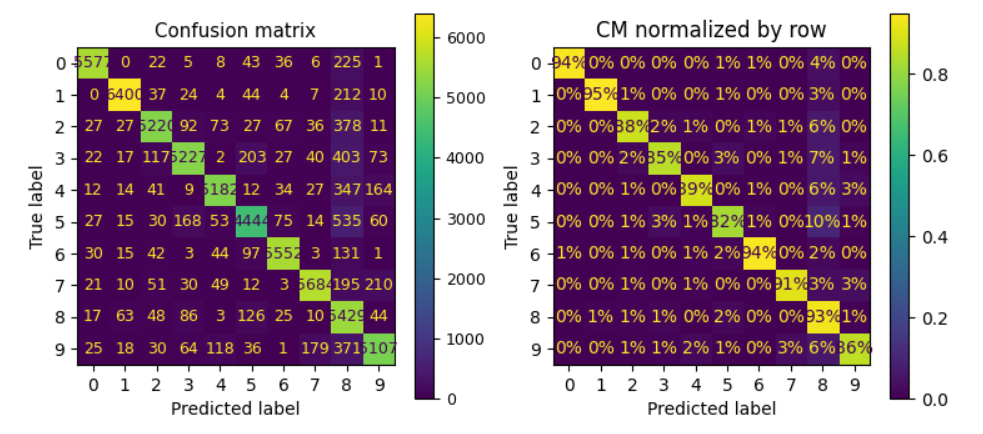 Confusion matrix
0 5577 0 22 5 8 43 36 6 225 1
1 0 6400 37 24 4 44 4 7 212 10
2 27 27 5220 92 73 27 67 36 378 11
3 22 17 117 5227 2 203 27 40 403 73
4 12 14 41 9 5182 12 34 27 347 164
5 27 15 30 168 53 4444 75 14 535 60
6 30 15 42 3 44 97 5552 3 131 1
7 21 10 51 30 49 12 3 5684 195 210
8 17 63 48 86 3 126 25 10 5429 44
9 25 18 30 64 118 36 1 179 371 5107
0 1 2 3 4 5 6 7 8 9
Predicted label
True label
6000
5000
4000
3000
2000
1000
0
CM normalized by row
0 94% 0% 0% 0% 0% 1% 1% 0% 4% 0%
1 0% 95% 1% 0% 0% 1% 0% 0% 3% 0%
2 0% 0% 88% 2% 1% 0% 1% 1% 6% 0%
3 0% 0% 2% 85% 0% 3% 0% 1% 7% 1%
4 0% 0% 1% 0% 89% 0% 1% 0% 6% 3%
5 0% 0% 1% 3% 1% 82% 1% 0% 10% 1%
6 1% 0% 1% 0% 1% 2% 94% 0% 2% 0%
7 0% 0% 1% 0% 1% 0% 0% 91% 3% 3%
8 0% 1% 1% 1% 0% 2% 0% 0% 93% 1%
9 0% 0% 1% 1% 2% 1% 0% 3% 6% 86%
0 1 2 3 4 5 6 7 8 9
Predicted label
True label
0.8
0.6
0.4
0.2
0.0